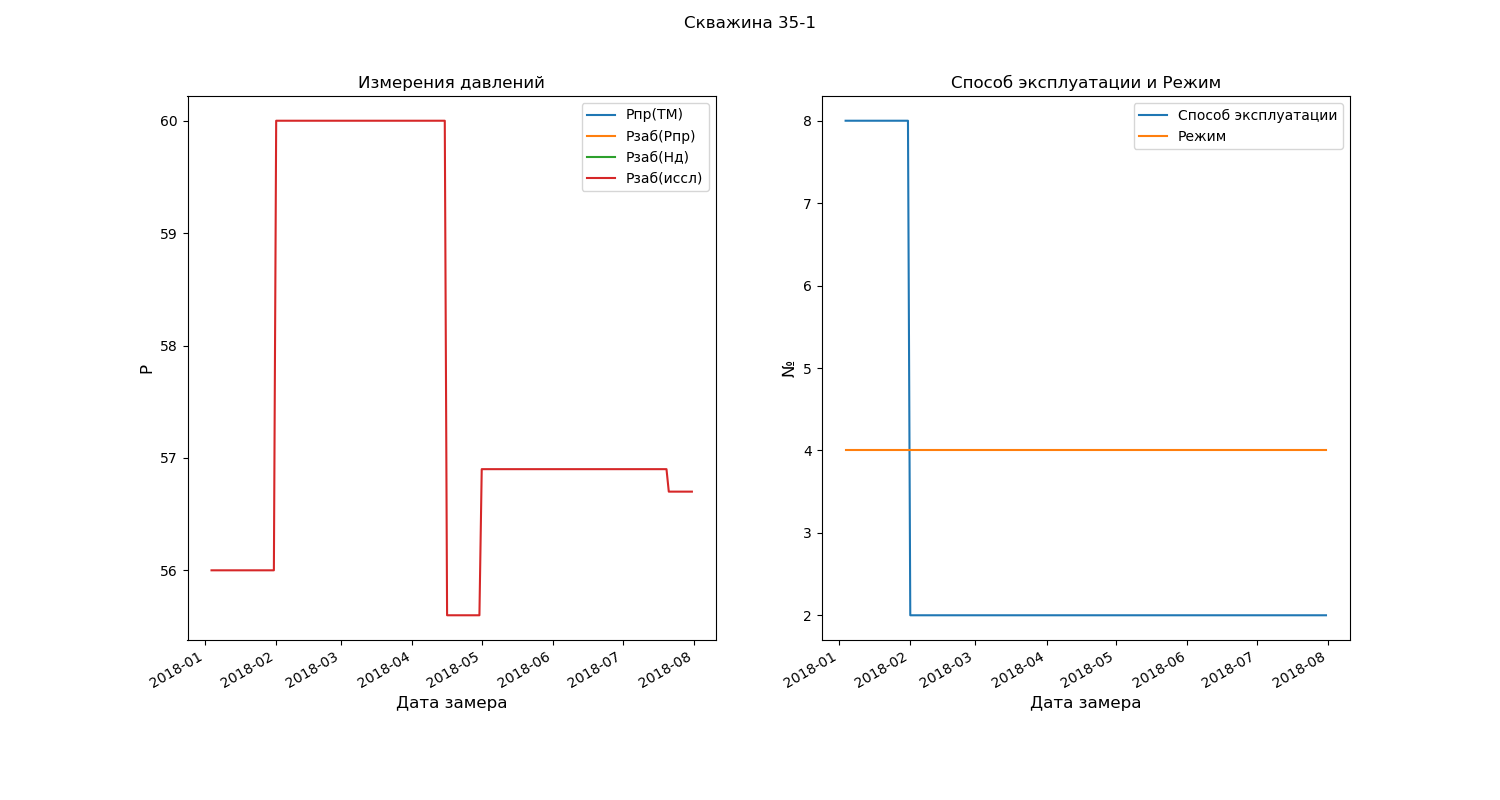 Скважина 35-1
Измерения давлений
60
59
58
57
56
P
Рпр(ТМ)
Рзаб(Рпр)
Рзаб(Нд)
Рзаб(иссл)
2018-01
2018-02
2018-03
2018-04
2018-05
2018-06
2018-07
2018-08
Дата замера
Способ эксплуатации и Режим
8
7
6
5
4
3
2
№
Способ эксплуатации
Режим
2018-01
2018-02
2018-03
2018-04
2018-05
2018-06
2018-07
2018-08
Дата замера